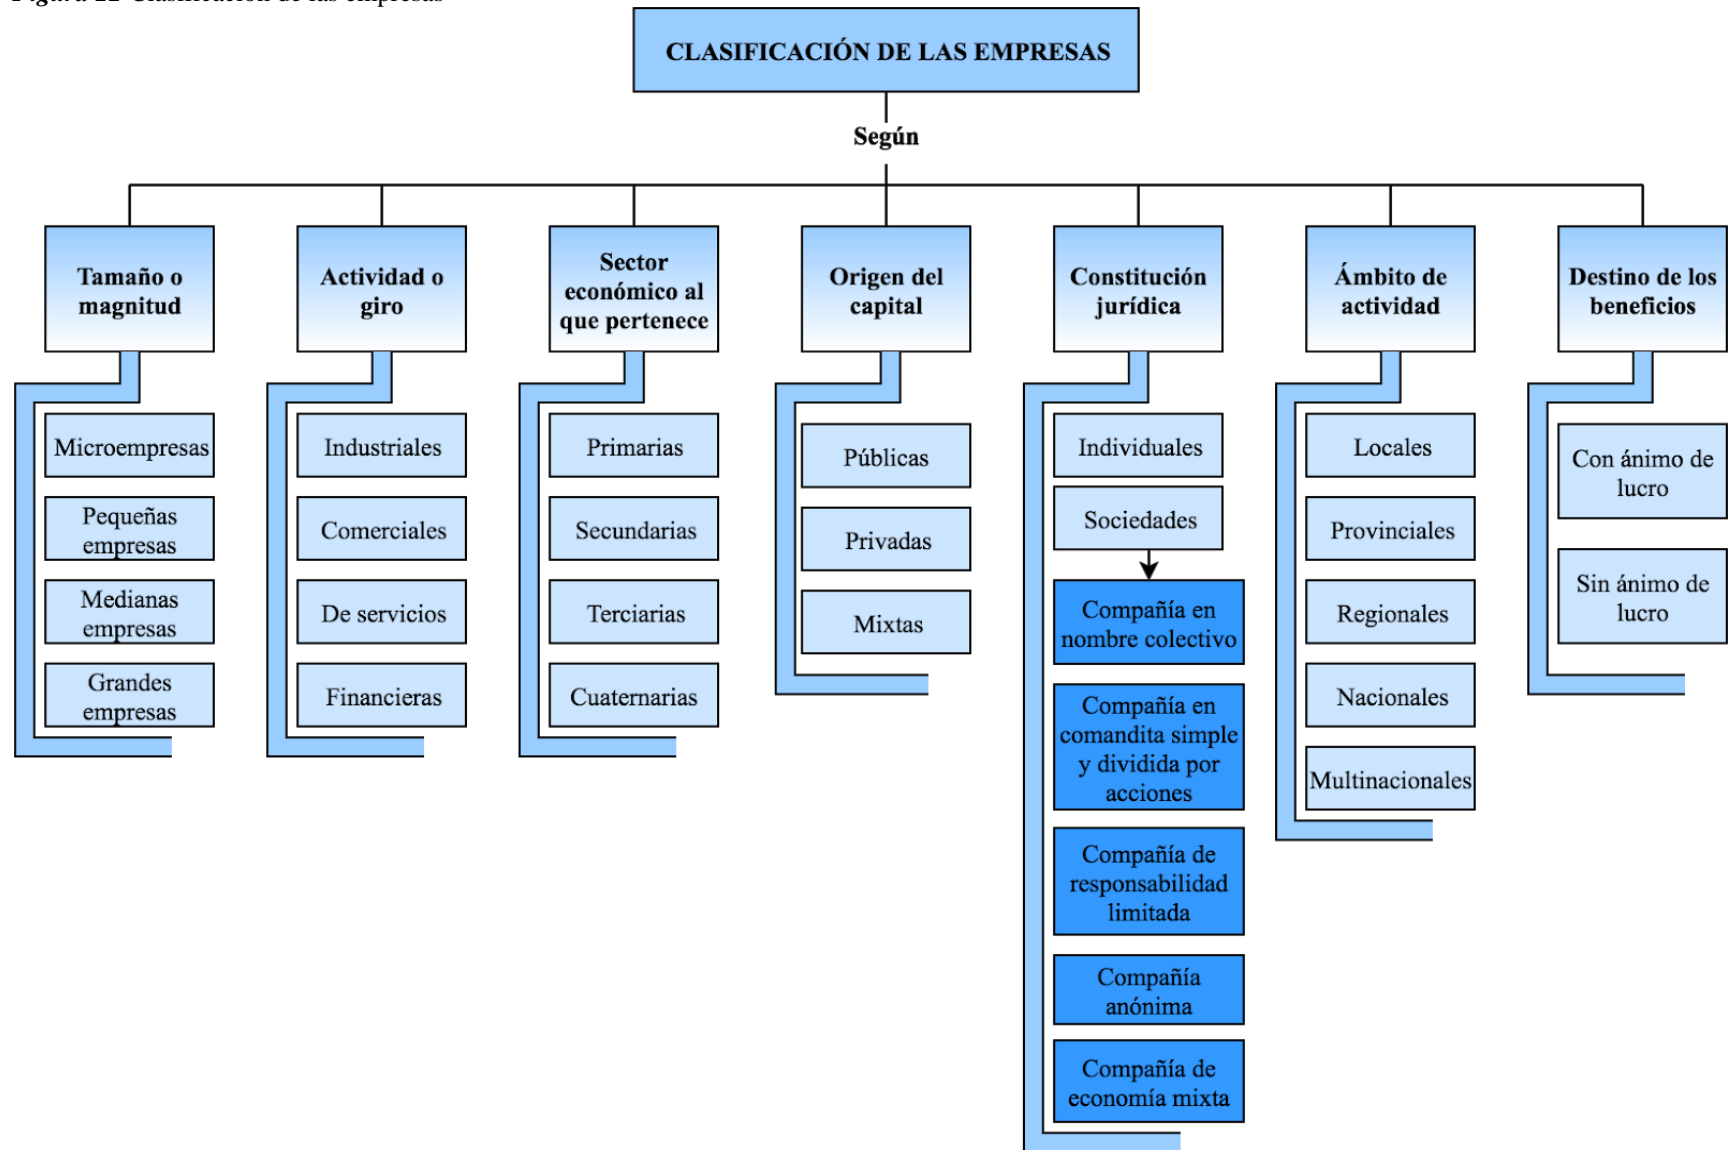 Clasificación de las empresas
CLASIFICACIÓN DE LAS EMPRESAS
Según
Tamaño o
magnitud
Microempresas
Pequeñas
empresas
Medianas
empresas
Grandes
empresas
Actividad o
giro
Industriales
Comerciales
De servicios
Financieras
Sector
económico al
que pertenece
Primarias
Secundarias
Terciarias
Cuaternarias
Origen del
capital
Públicas
Privadas
Mixtas
Constitución
jurídica
Individuales
Sociedades
Compañía en
nombre colectivo
Compañía en
comandita simple
y dividida por
acciones
Compañía de
responsabilidad
limitada
Compañía
anónima
Compañía de
economía mixta
Ámbito de
actividad
Locales
Provinciales
Regionales
Nacionales
Multinacionales
Destino de los
beneficios
Con ánimo de
lucro
Sin ánimo de
lucro